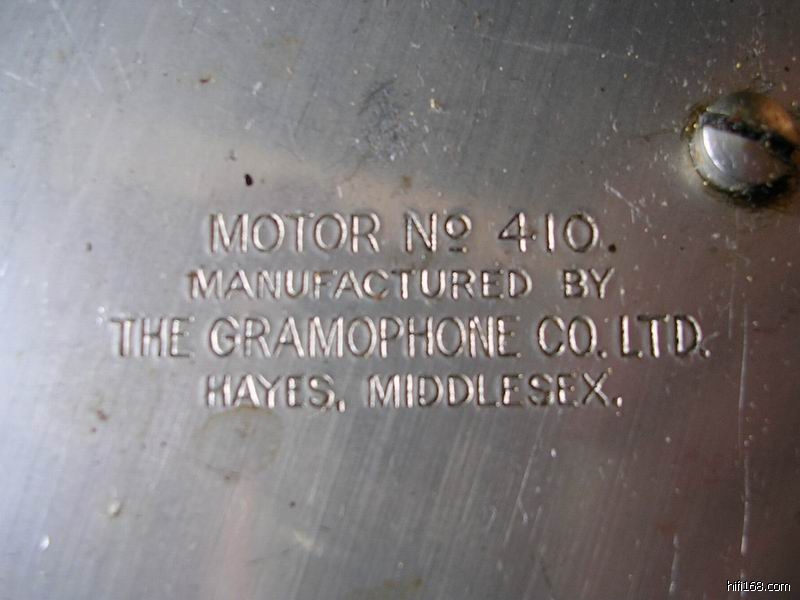 MOTOR Nº 410.
MANUFACTURED BY
THE GRAMOPHONE CO. LTD.
HAYES, MIDDLESEX.
hifi168.com